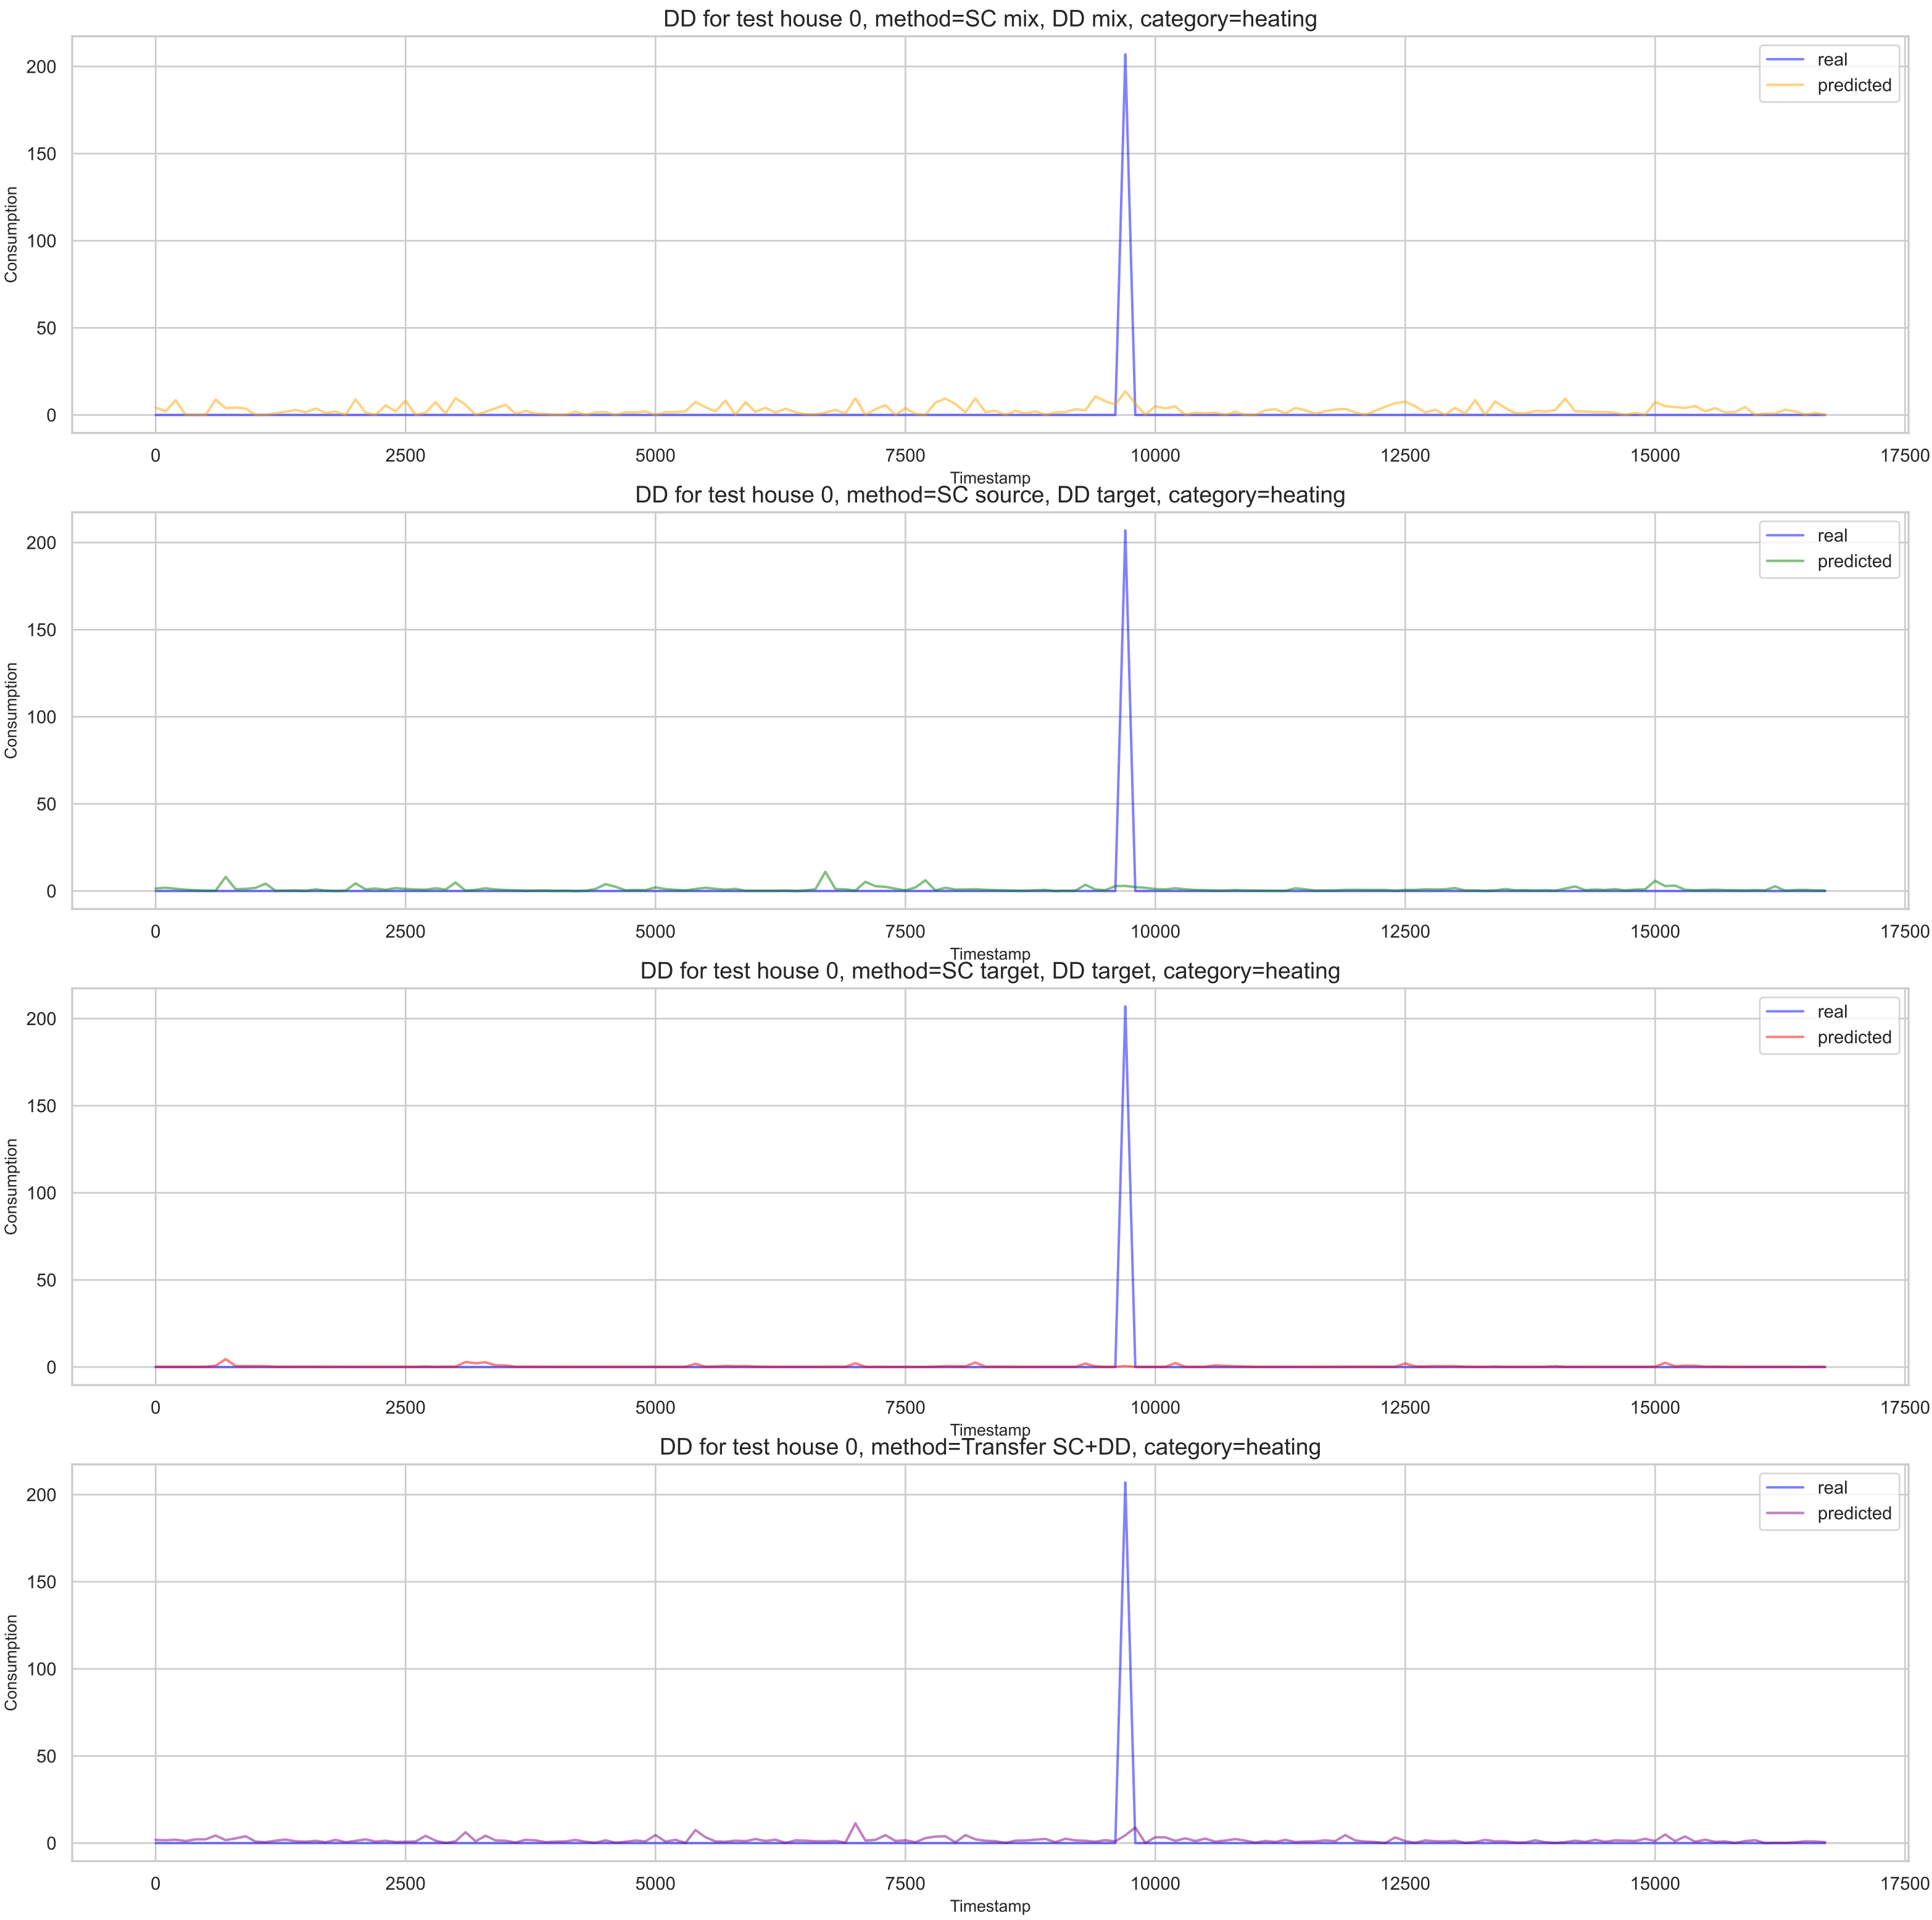 DD for test house 0, method=SC mix, DD mix, category=heating
real
predicted
200
150
100
50
0
Consumption
0 2500 5000 7500 10000 12500 15000 17500
Timestamp
DD for test house 0, method=SC source, DD target, category=heating
real
predicted
200
150
100
50
0
Consumption
0 2500 5000 7500 10000 12500 15000 17500
Timestamp
DD for test house 0, method=SC target, DD target, category=heating
real
predicted
200
150
100
50
0
Consumption
0 2500 5000 7500 10000 12500 15000 17500
Timestamp
DD for test house 0, method=Transfer SC+DD, category=heating
real
predicted
200
150
100
50
0
Consumption
0 2500 5000 7500 10000 12500 15000 17500
Timestamp